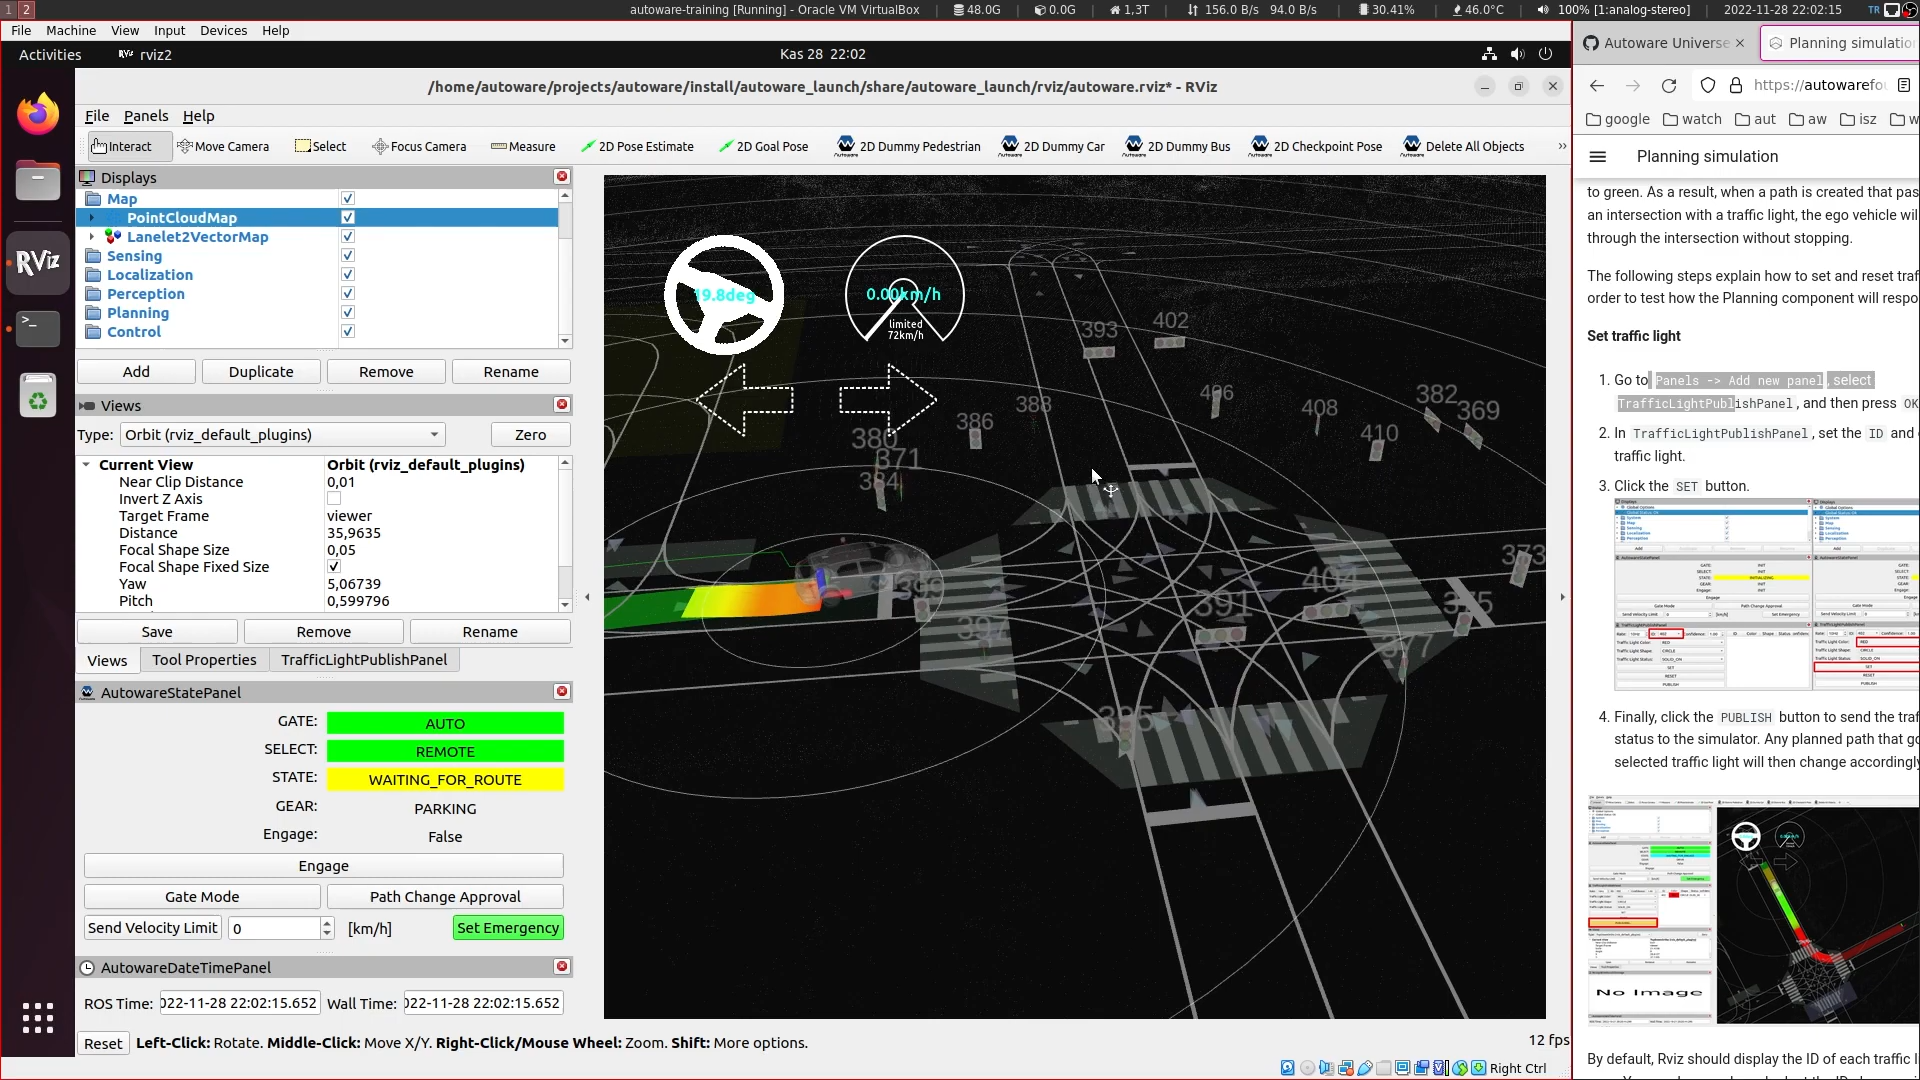 1 2
autoware-training [Running] - Oracle VM VirtualBox
48.0G
0.0G
1,3T
156.0 B/s 94.0 B/s
30.41%
46.0°C
100% [1:analog-stereo]
2022-11-28 22:02:15
TR
File Machine View Input Devices Help
Activities
rviz2
Kas 28 22:02
/home/autoware/projects/autoware/install/autoware_launch/share/autoware_launch/rviz/autoware.rviz* - RViz
File Panels Help
Interact
Move Camera
Select
Focus Camera
Measure
2D Pose Estimate
2D Goal Pose
2D Dummy Pedestrian
2D Dummy Car
2D Dummy Bus
2D Checkpoint Pose
Delete All Objects
Displays
Map
PointCloudMap
Lanelet2VectorMap
Sensing
Localization
Perception
Planning
Control
Add Duplicate Remove Rename
Views
Type: Orbit (rviz_default_plugins) Zero
Current View Orbit (rviz_default_plugins)
Near Clip Distance 0,01
Invert Z Axis
Target Frame viewer
Distance 35,9635
Focal Shape Size 0,05
Focal Shape Fixed Size
Yaw 5,06739
Pitch 0,599796
Save Remove Rename
Views Tool Properties TrafficLightPublishPanel
AutowareStatePanel
GATE: AUTO
SELECT: REMOTE
STATE: WAITING_FOR_ROUTE
GEAR: PARKING
Engage: False
Engage
Gate Mode Path Change Approval
Send Velocity Limit 0 [km/h] Set Emergency
AutowareDateTimePanel
ROS Time: 022-11-28 22:02:15.652 Wall Time: 022-11-28 22:02:15.652
Reset Left-Click: Rotate. Middle-Click: Move X/Y. Right-Click/Mouse Wheel: Zoom. Shift: More options.
12 fps
Right Ctrl
19.8deg
0.00km/h
limited
72km/h
393
402
388
386
406
408
410
382
369
380
371
384
373
399
404
391
375
397
377
395
RViz
Autoware Universe
Planning simulation
https://autowarefou
google watch aut aw isz
Planning simulation
to green. As a result, when a path is created that pas
an intersection with a traffic light, the ego vehicle wil
through the intersection without stopping.
The following steps explain how to set and reset traf
order to test how the Planning component will respo
Set traffic light
1. Go to Panels -> Add new panel, select
TrafficLightPublishPanel, and then press OK
2. In TrafficLightPublishPanel, set the ID and
traffic light.
3. Click the SET button.
4. Finally, click the PUBLISH button to send the traf
status to the simulator. Any planned path that go
selected traffic light will then change accordingly
No Image
By default, Rviz should display the ID of each traffic l